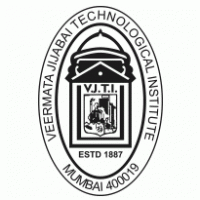 VEERMATA JIJABAI TECHNOLOGICAL INSTITUTE
V.J.T.I.
ESTD 1887
MUMBAI 400019